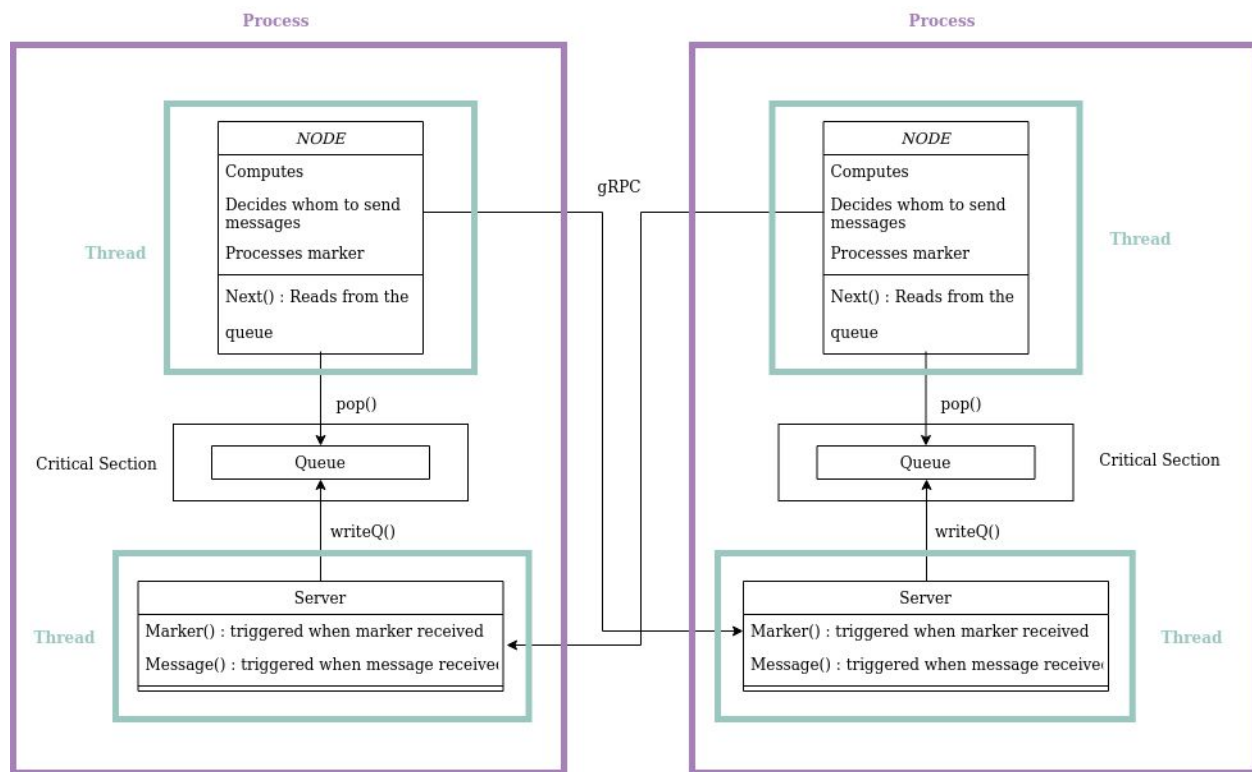 Process
Process
NODE
Computes
Decides whom to send
messages
Processes marker
Next() : Reads from the
queue
Thread
gRPC
NODE
Computes
Decides whom to send
messages
Processes marker
Next() : Reads from the
queue
Thread
pop()
pop()
Critical Section
Queue
Queue
Critical Section
writeQ()
writeQ()
Thread
Server
Marker() : triggered when marker received
Message() : triggered when message received
Server
Marker() : triggered when marker received
Message() : triggered when message received
Thread